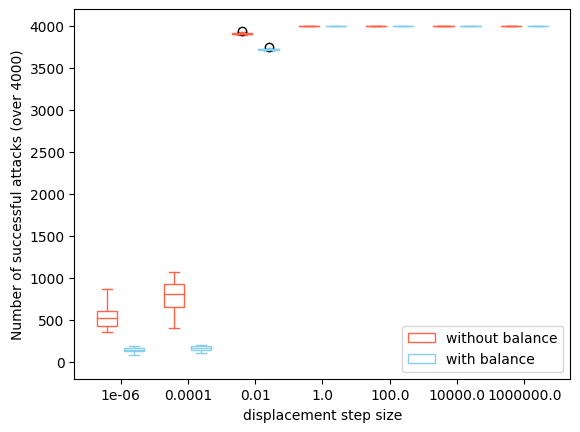 Number of successful attacks (over 4000)
4000
3500
3000
2500
2000
1500
1000
500
0
1e-06 0.0001 0.01 1.0 100.0 10000.0 1000000.0
displacement step size
without balance
with balance